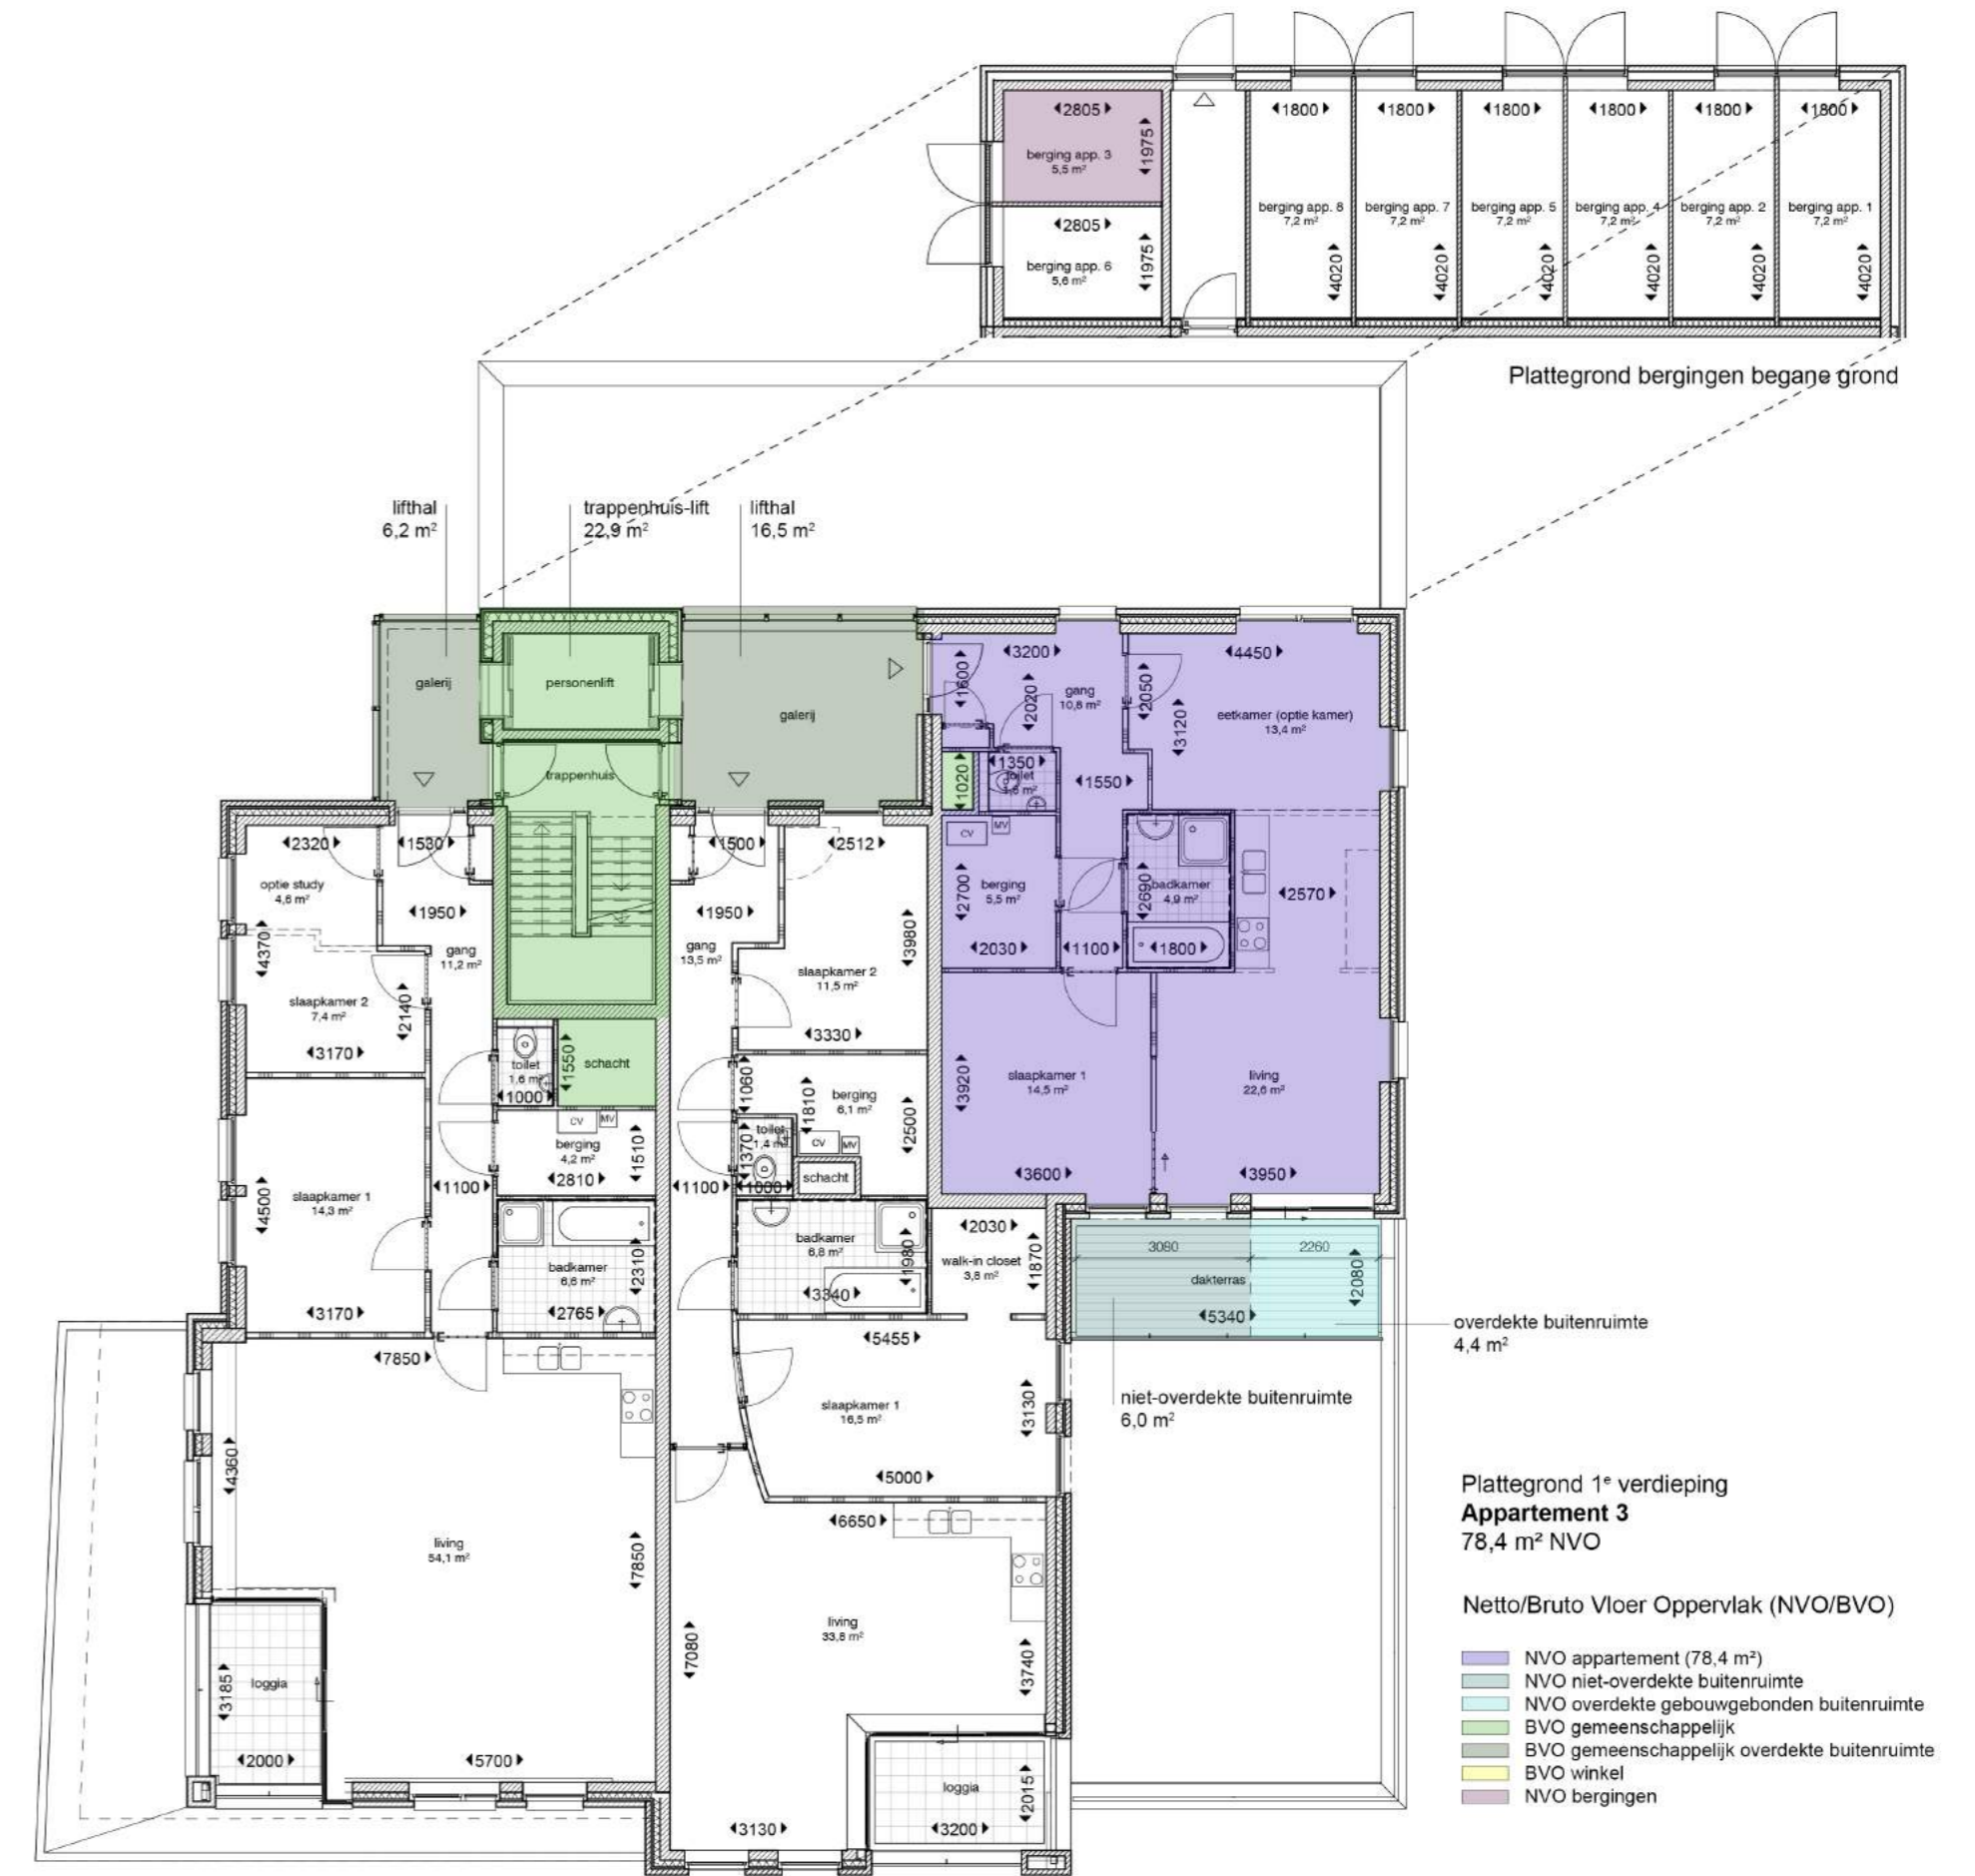 2805
1975
berging app. 3
5,5 m²
2805
1975
berging app. 6
5,6 m²
1800
1800
1800
1800
1800
1800
berging app. 8
7,2 m²
berging app. 7
7,2 m²
berging app. 5
7,2 m²
berging app. 4
7,2 m²
berging app. 2
7,2 m²
berging app. 1
7,2 m²
4020
4020
4020
4020
4020
4020
Plattegrond bergingen begane grond
lifthal
6,2 m²
trappenhuis-lift
22,9 m²
lifthal
16,5 m²
galerij
personenlift
galerij
trappenhuis
1600
3200
2020
gang
10,8 m²
2050
4450
3120
eetkamer (optie kamer)
13,4 m²
1020
1350
toilet
1550
CV
MV
2700
berging
5,5 m²
2030
1100
2690
badkamer
4,9 m²
1800
2570
3920
slaapkamer 1
14,5 m²
3600
living
22,6 m²
3950
2320
1530
optie study
4,6 m²
1950
4370
gang
11,2 m²
slaapkamer 2
7,4 m²
2140
3170
1500
2512
1950
gang
13,5 m²
3980
slaapkamer 2
11,5 m²
3330
toilet
1,6 m²
1000
1550
schacht
CV
MV
berging
4,2 m²
2810
1510
4500
slaapkamer 1
14,3 m²
3170
1100
badkamer
6,6 m²
2765
2310
1060
1810
berging
6,1 m²
2500
toilet
1,4 m²
1370
1000
CV
MV
schacht
1100
badkamer
6,8 m²
1980
3340
2030
walk-in closet
3,8 m²
1870
3080
2260
dakterras
2080
5340
overdekte buitenruimte
4,4 m²
niet-overdekte buitenruimte
6,0 m²
7850
4360
living
54,1 m²
7850
5455
slaapkamer 1
16,5 m²
3130
5000
6650
living
33,8 m²
7080
3740
3185
loggia
2000
5700
loggia
2015
3200
3130
Plattegrond 1ᵉ verdieping
Appartement 3
78,4 m² NVO
Netto/Bruto Vloer Oppervlak (NVO/BVO)
NVO appartement (78,4 m²)
NVO niet-overdekte buitenruimte
NVO overdekte gebouwgebonden buitenruimte
BVO gemeenschappelijk
BVO gemeenschappelijk overdekte buitenruimte
BVO winkel
NVO bergingen